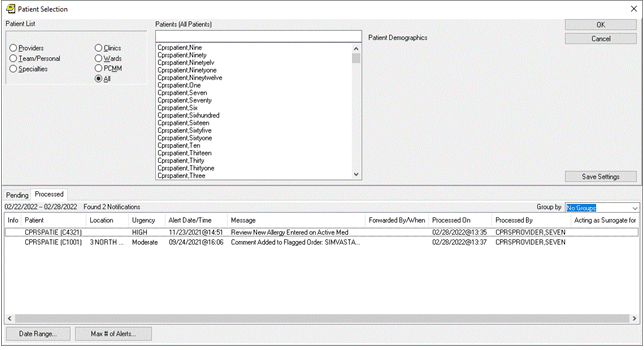 Patient Selection
Patient List
Providers
Team/Personal
Specialties
Clinics
Wards
PCMM
All
Patients (All Patients)
Cprspatient,Nine
Cprspatient,Ninety
Cprspatient,Ninetyelv
Cprspatient,Ninetyone
Cprspatient,Ninetytwelve
Cprspatient,One
Cprspatient,Seven
Cprspatient,Seventy
Cprspatient,Six
Cprspatient,Sixhundred
Cprspatient,Sixteen
Cprspatient,Sixtyfive
Cprspatient,Sixtyone
Cprspatient,Ten
Cprspatient,Thirteen
Cprspatient,Thirty
Cprspatient,Thirtyone
Cprspatient,Three
Patient Demographics
OK
Cancel
Save Settings
Pending Processed
02/22/2022 – 02/28/2022 Found 2 Notifications Group by No Groups
Info Patient Location Urgency Alert Date/Time Message Forwarded By/When Processed On Processed By Acting as Surrogate for
CPRSPATIE (C4321) HIGH 11/23/2021@14:51 Review New Allergy Entered on Active Med 02/28/2022@13:35 CPRSPROVIDER,SEVEN
CPRSPATIE (C1001) 3 NORTH ... Moderate 09/24/2021@16:06 Comment Added to Flagged Order: SIMVASTA... 02/28/2022@13:37 CPRSPROVIDER,SEVEN
Date Range... Max # of Alerts...